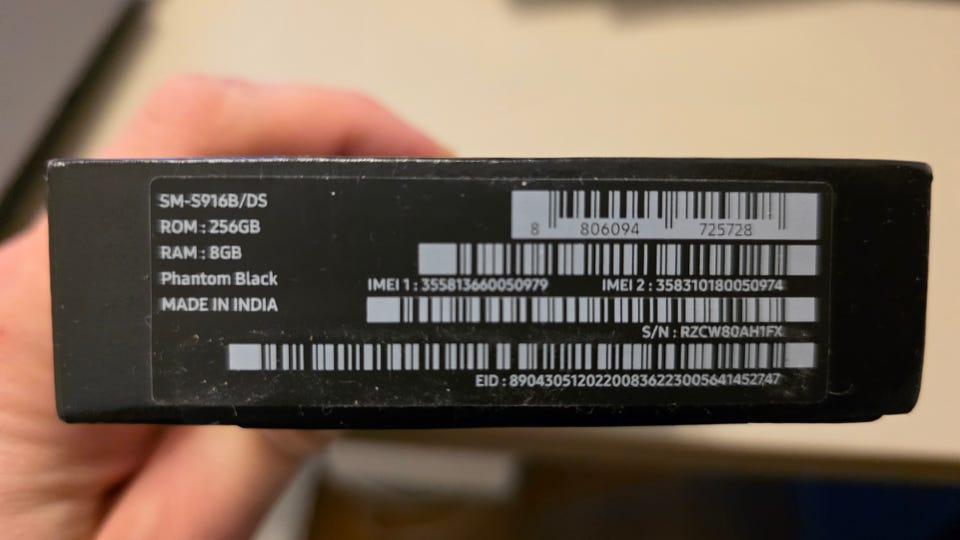 SM-S916B/DS
ROM : 256GB
RAM : 8GB
Phantom Black
MADE IN INDIA
8 806094 725728
IMEI 1 : 355813660050979 IMEI 2 : 358310180050974
S/N : RZCW80AH1FX
EID : 89043051202200836223005641452747